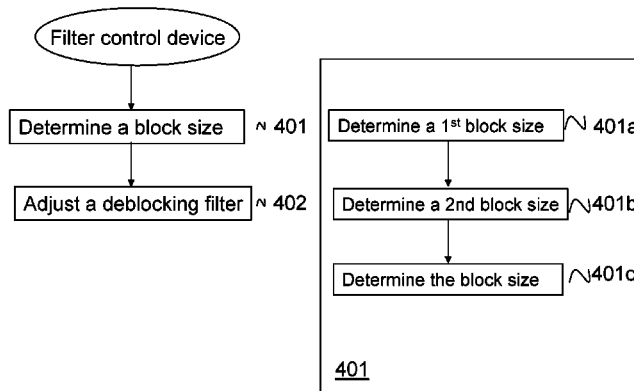 Filter control device
Determine a block size ~ 401
Adjust a deblocking filter ~ 402
Determine a 1st block size 401a
Determine a 2nd block size 401b
Determine the block size 401c
401